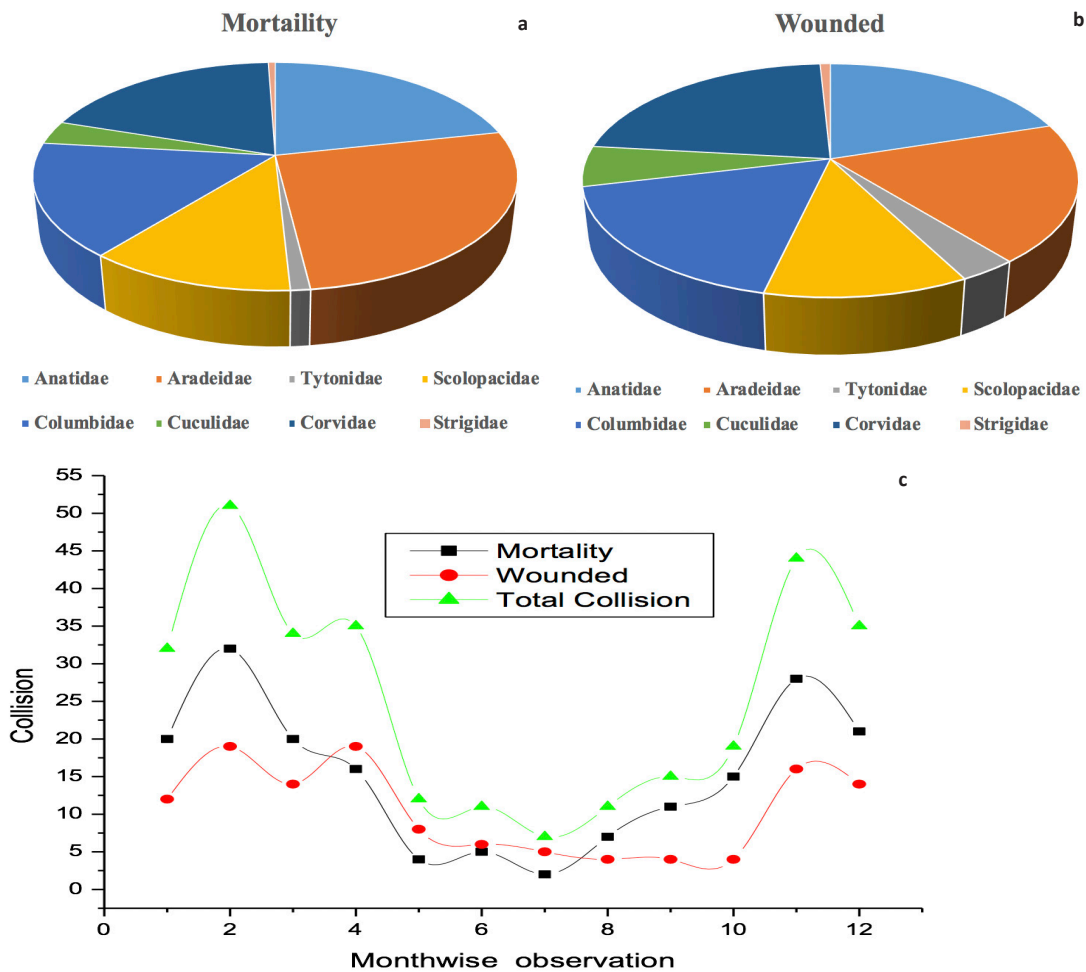 Mortaility
a
Anatidae Aradeidae Tytonidae Scolopacidae
Columbidae Cuculidae Corvidae Strigidae
Wounded
b
Anatidae Aradeidae Tytonidae Scolopacidae
Columbidae Cuculidae Corvidae Strigidae
c
Mortality
Wounded
Total Collision
Collision
55
50
45
40
35
30
25
20
15
10
5
0
0 2 4 6 8 10 12
Monthwise observation